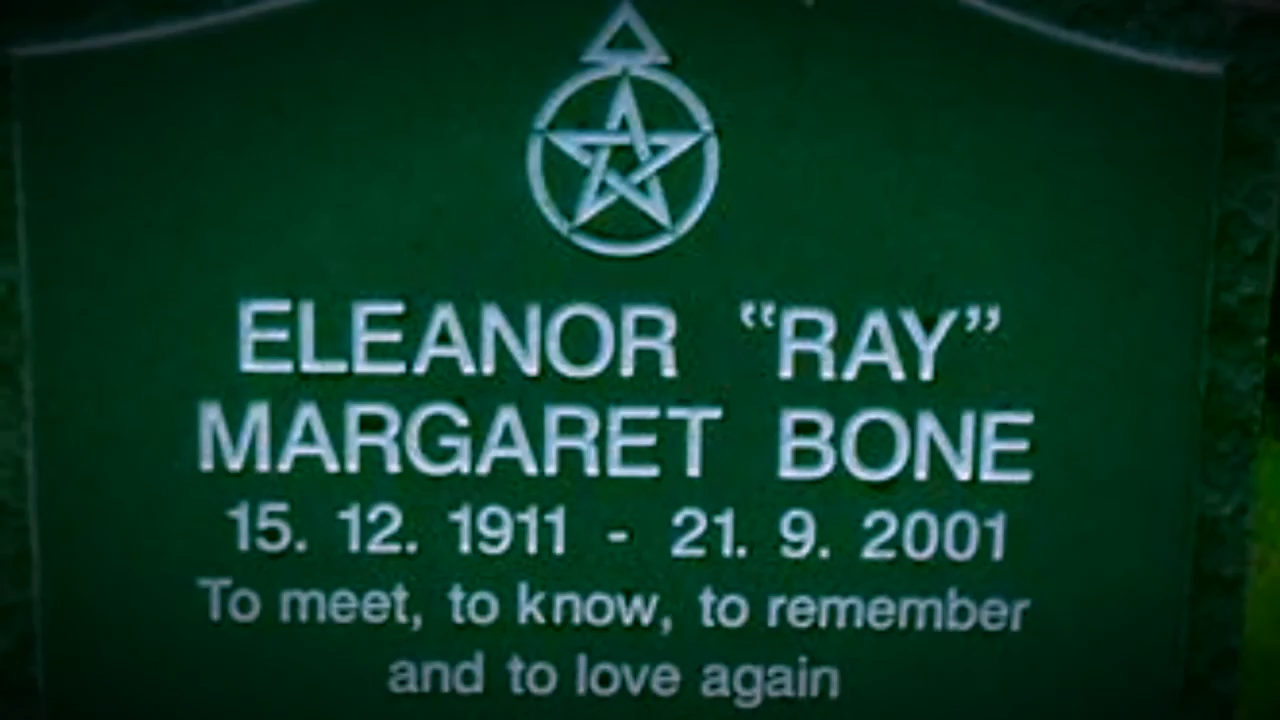 ELEANOR “RAY”
MARGARET BONE
15. 12. 1911 - 21. 9. 2001
To meet, to know, to remember
and to love again